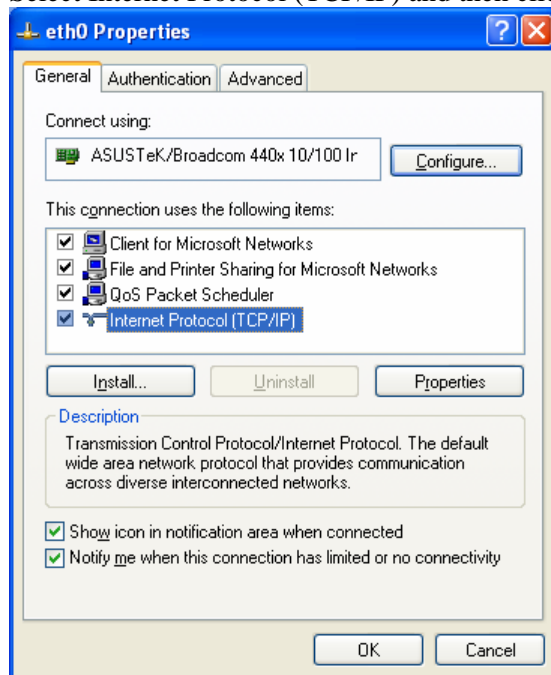 eth0 Properties
General Authentication Advanced
Connect using:
ASUSTeK/Broadcom 440x 10/100 Ir
Configure...
This connection uses the following items:
Client for Microsoft Networks
File and Printer Sharing for Microsoft Networks
QoS Packet Scheduler
Internet Protocol (TCP/IP)
Install... Uninstall Properties
Description
Transmission Control Protocol/Internet Protocol. The default
wide area network protocol that provides communication
across diverse interconnected networks.
Show icon in notification area when connected
Notify me when this connection has limited or no connectivity
OK Cancel